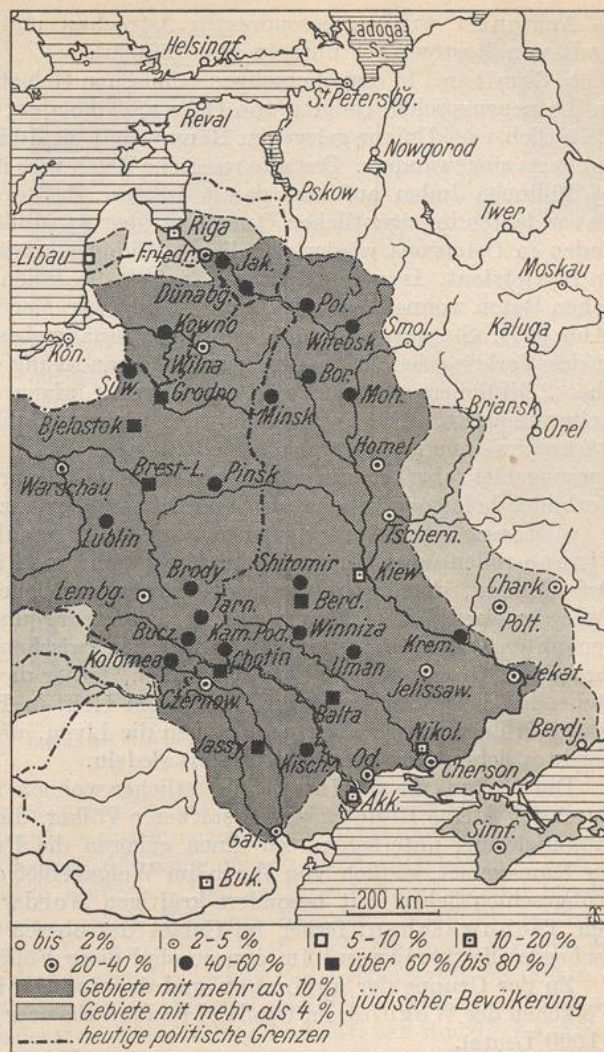 Ladoga
S.
Helsingf.
St. Petersbg.
Reval
Nowgorod
Pskow
Twer
Riga
Libau
Friedr.
Jak.
Moskau
Dünabg.
Pol.
Kowno
Witebsk
Smol.
Kaluga
Kön.
Wilna
Bor.
Suw.
Grodno
Minsk
Moh.
Brjansk
Orel
Bjelostok
Homel
Warschau
Brest-L.
Pinsk
Lublin
Tschern.
Shitomir
Kiew
Brody
Chark.
Lembg.
Berd.
Polt.
Tarn.
Bucz.
Kam. Pod.
Winniza
Krem.
Kolomea
Chotin
Uman
Jekat.
Czernow.
Jelissaw.
Balta
Berdj.
Jassy
Nikol.
Kisch.
Od.
Cherson
Akk.
Gal.
Simf.
Buk.
200 km
bis 2% | 2-5% | 5-10% | 10-20%
20-40% | 40-60% | über 60% (bis 80%)
Gebiete mit mehr als 10%
Gebiete mit mehr als 4%
} jüdischer Bevölkerung
heutige politische Grenzen